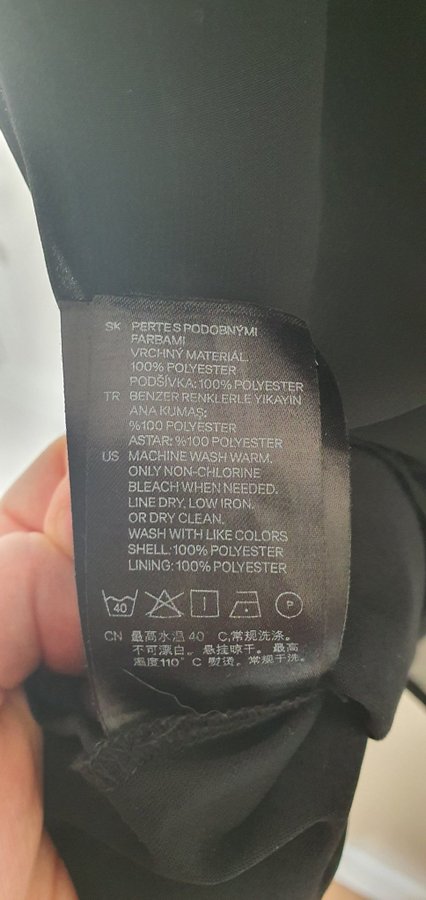 SK PERTE S PODOBNÝMI
FARBAMI
VRCHNÝ MATERIÁL:
100% POLYESTER
PODŠÍVKA: 100% POLYESTER
TR BENZER RENKLERLE YIKAYIN
ANA KUMAŞ:
%100 POLYESTER
ASTAR: %100 POLYESTER
US MACHINE WASH WARM.
ONLY NON-CHLORINE
BLEACH WHEN NEEDED.
LINE DRY, LOW IRON.
OR DRY CLEAN.
WASH WITH LIKE COLORS
SHELL: 100% POLYESTER
LINING: 100% POLYESTER
40 P
CN 最高水温40°C,常规洗涤。
不可漂白。悬挂晾干。最高
温度110°C 熨烫。常规干洗。